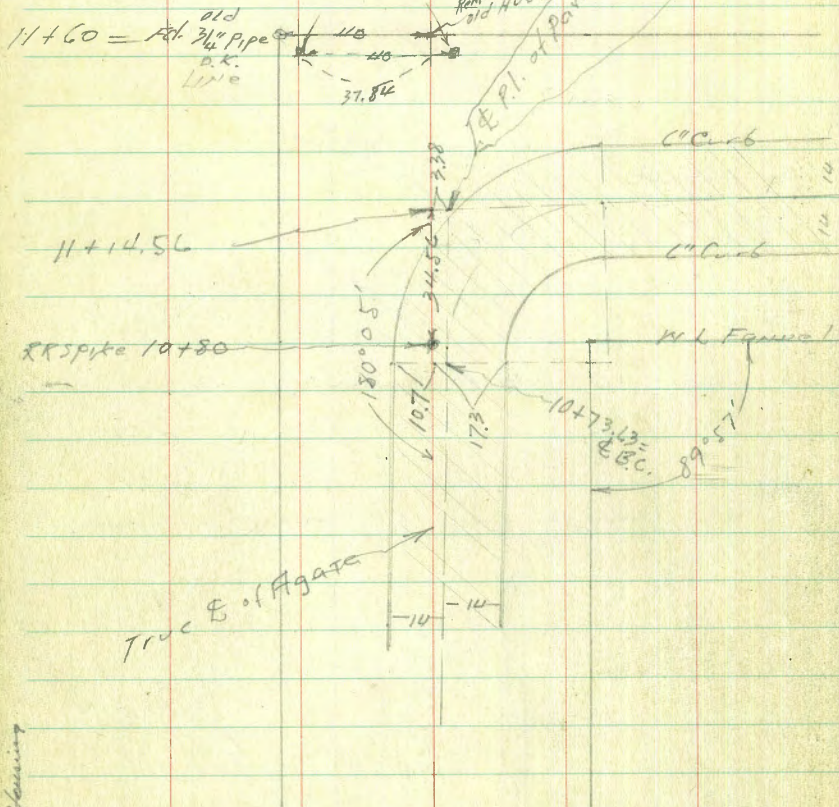 old
11+60 = Fd. 3/4" Pipe
O.K.
Line
40
40
37.84
old
℄ P.I. of
6" Curb
3.38
14
14
11+14.56
34.56
6" Curb
180°05'
RR Spike 10+80
W L
10.7
17.3
10+73.63
℄ B.C.
89°57'
True ℄ of Agate
-14
-14